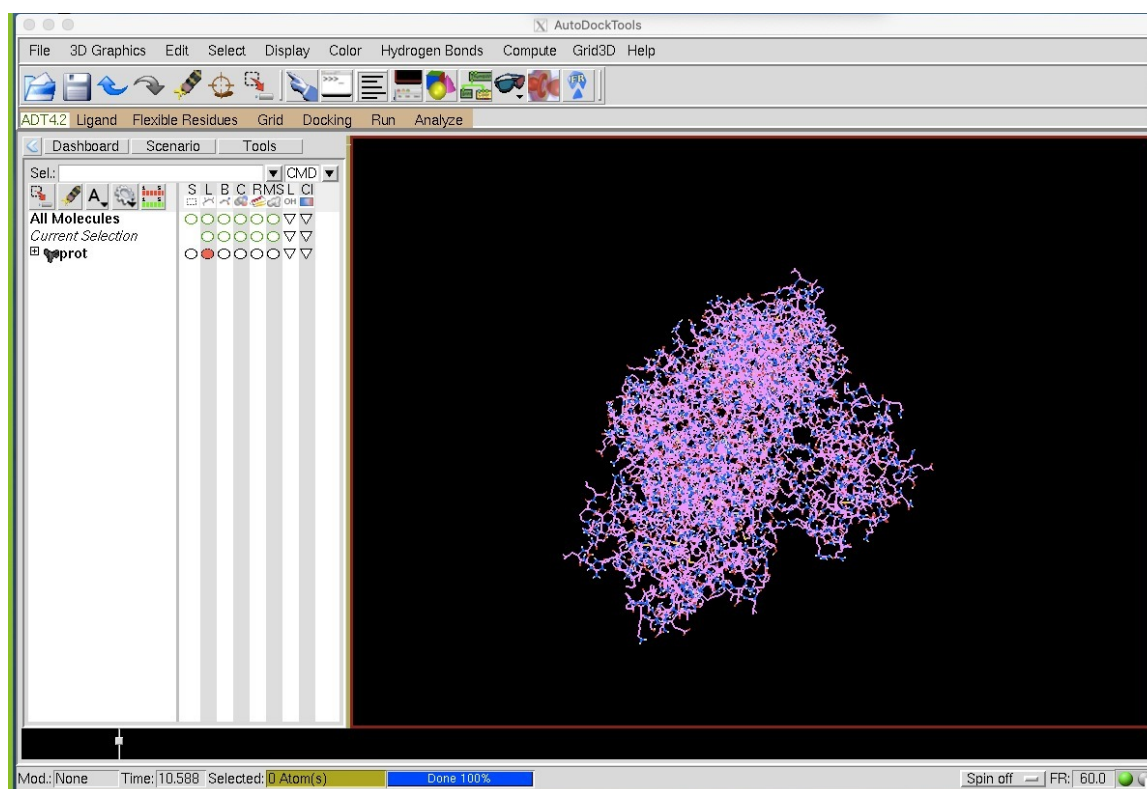 AutoDockTools
File 3D Graphics Edit Select Display Color Hydrogen Bonds Compute Grid3D Help
ADT4.2 Ligand Flexible Residues Grid Docking Run Analyze
Dashboard Scenario Tools
Sel.: CMD
A S L B C R MS L Cl
OH
All Molecules
Current Selection
prot
Mod.: None Time: 10.588 Selected: 0 Atom(s) Done 100% Spin off FR: 60.0